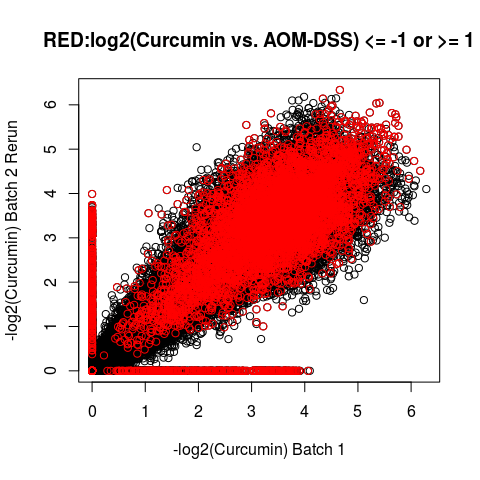 RED:log2(Curcumin vs. AOM-DSS) <= -1 or >= 1
-log2(Curcumin) Batch 2 Rerun
6
5
4
3
2
1
0
0 1 2 3 4 5 6
-log2(Curcumin) Batch 1